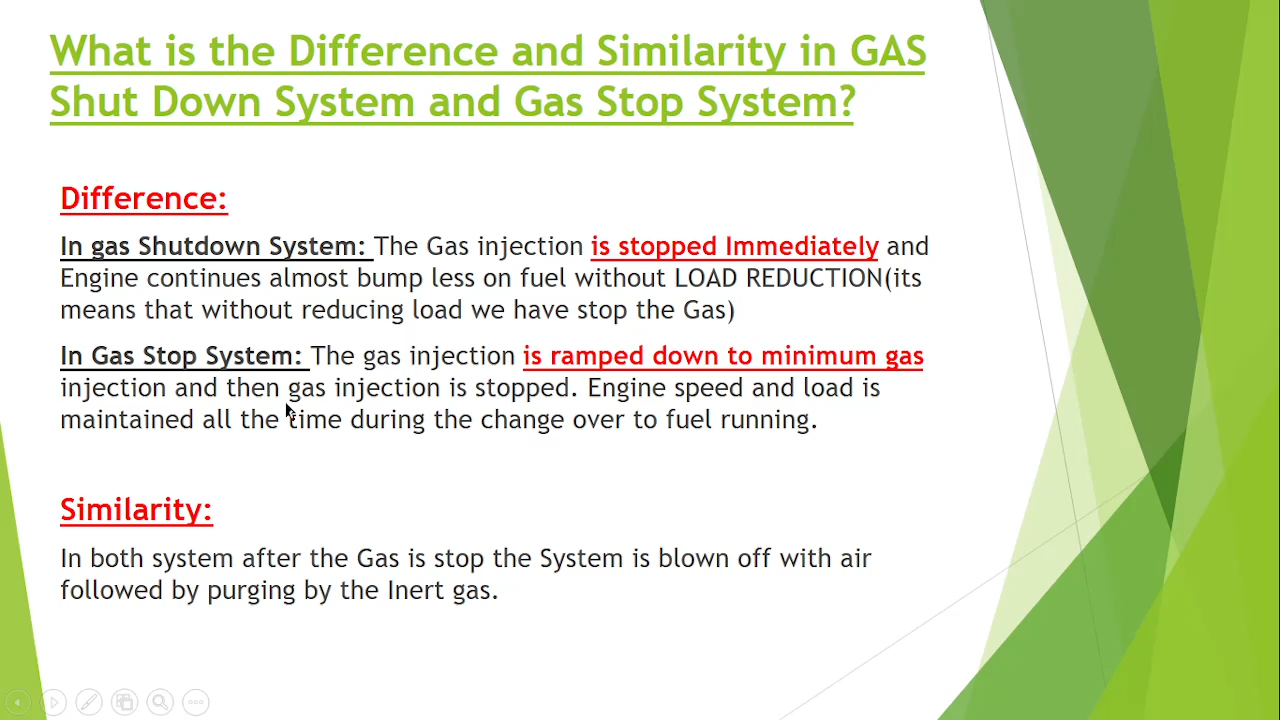 What is the Difference and Similarity in GAS
Shut Down System and Gas Stop System?
Difference:
In gas Shutdown System: The Gas injection is stopped Immediately and
Engine continues almost bump less on fuel without LOAD REDUCTION(its
means that without reducing load we have stop the Gas)
In Gas Stop System: The gas injection is ramped down to minimum gas
injection and then gas injection is stopped. Engine speed and load is
maintained all the time during the change over to fuel running.
Similarity:
In both system after the Gas is stop the System is blown off with air
followed by purging by the Inert gas.